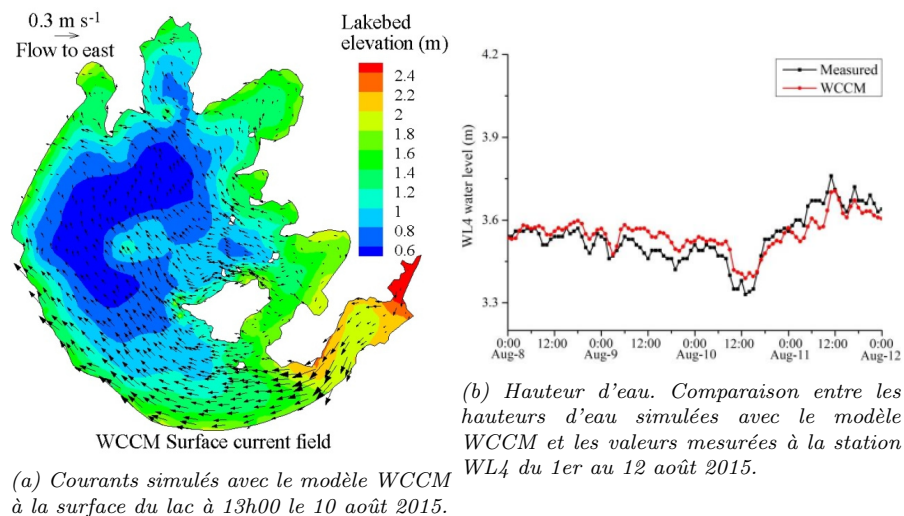 0.3 m s-1
Flow to east
Lakebed
elevation (m)
2.4
2.2
2
1.8
1.6
1.4
1.2
1
0.8
0.6
WCCM Surface current field
(a) Courants simulés avec le modèle WCCM
à la surface du lac à 13h00 le 10 août 2015.
4.2
3.9
3.6
3.3
WL4 water level (m)
Measured
WCCM
0:00 12:00 0:00 12:00 0:00 12:00 0:00 12:00 0:00
Aug-8 Aug-9 Aug-10 Aug-11 Aug-12
(b) Hauteur d'eau. Comparaison entre les
hauteurs d'eau simulées avec le modèle
WCCM et les valeurs mesurées à la station
WL4 du 1er au 12 août 2015.